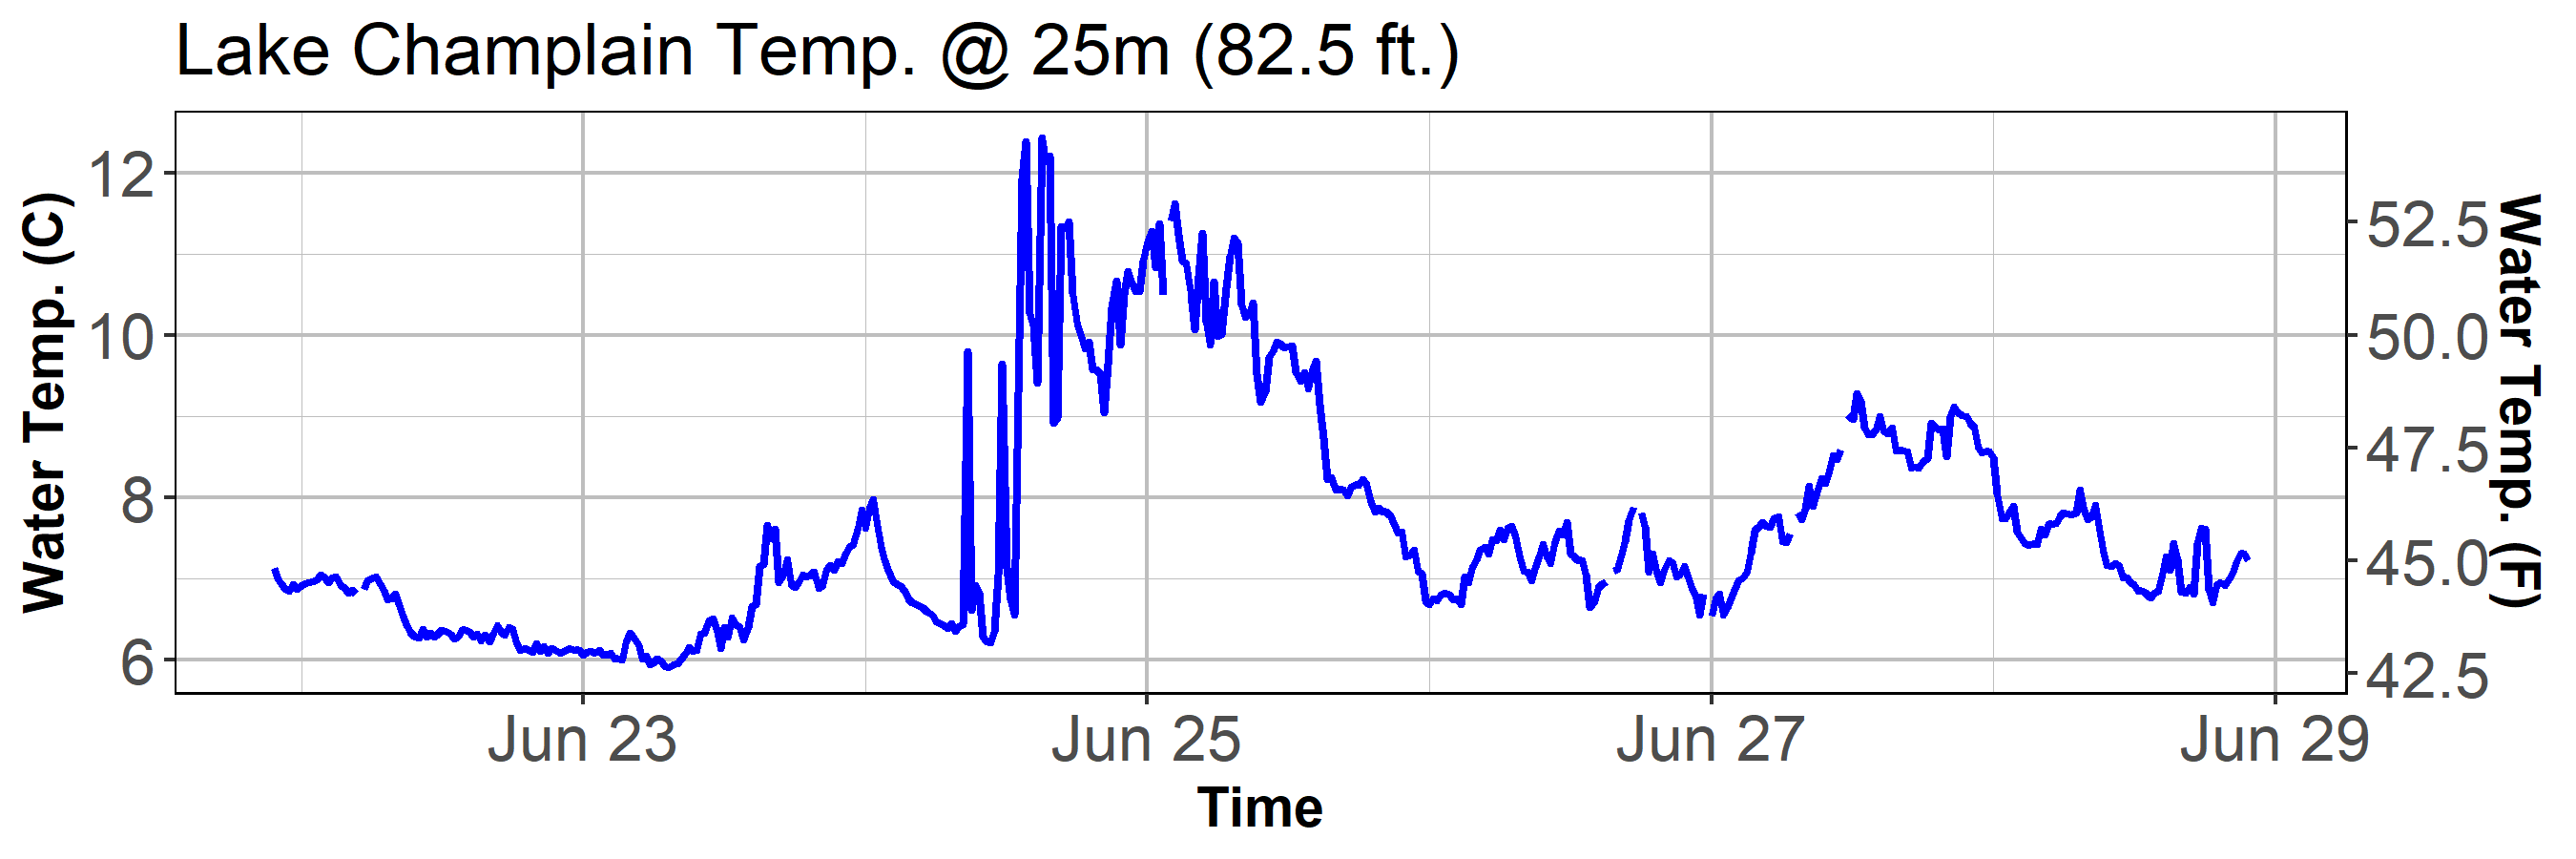 Lake Champlain Temp. @ 25m (82.5 ft.)
Water Temp. (C)
12
10
8
6
52.5
50.0
47.5
45.0
42.5
Water Temp. (F)
Jun 23 Jun 25 Jun 27 Jun 29
Time